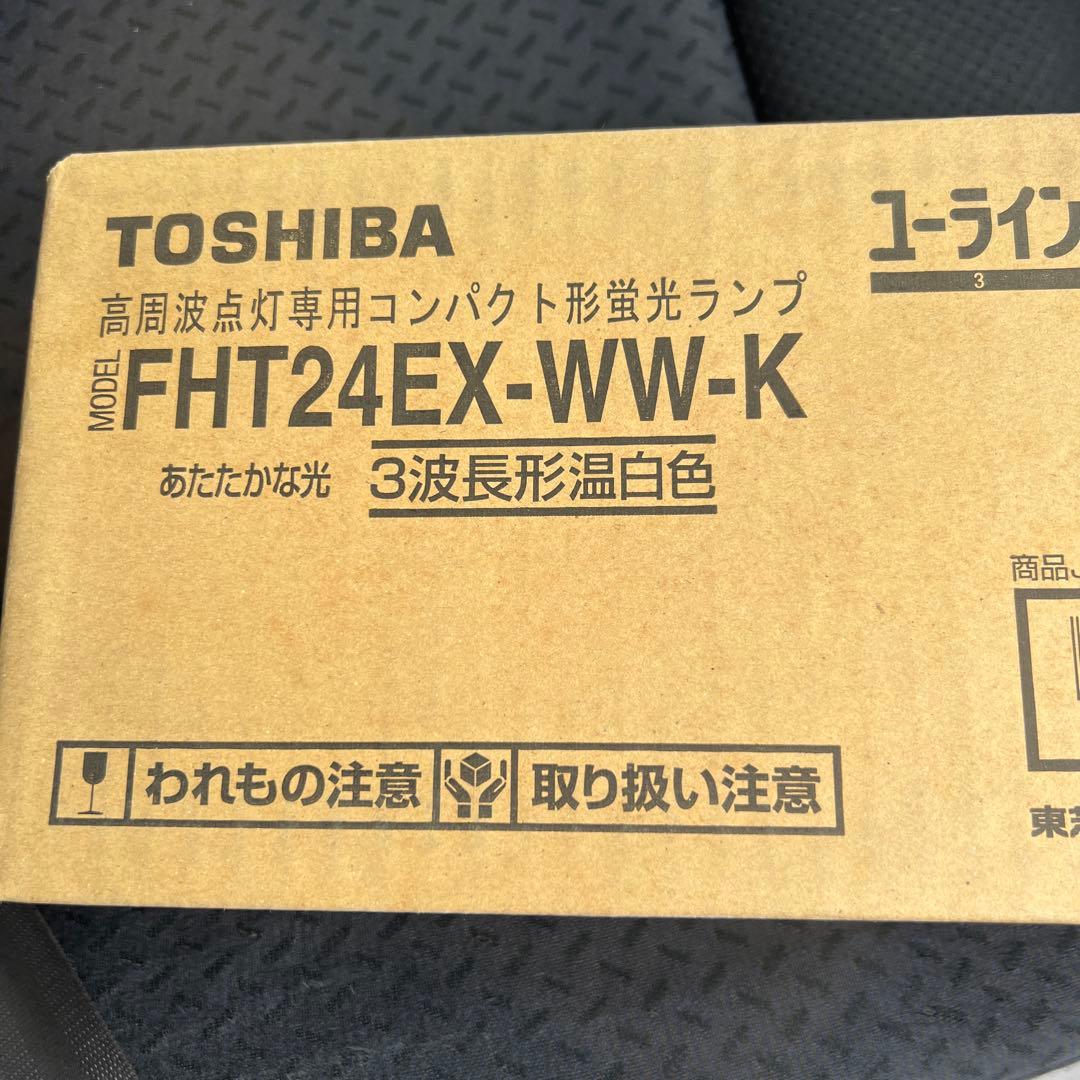 TOSHIBA
ユーライン
3
高周波点灯専用コンパクト形蛍光ランプ
MODEL FHT24EX-WW-K
あたたかな光 3波長形温白色
商品
われもの注意 取り扱い注意
東芝